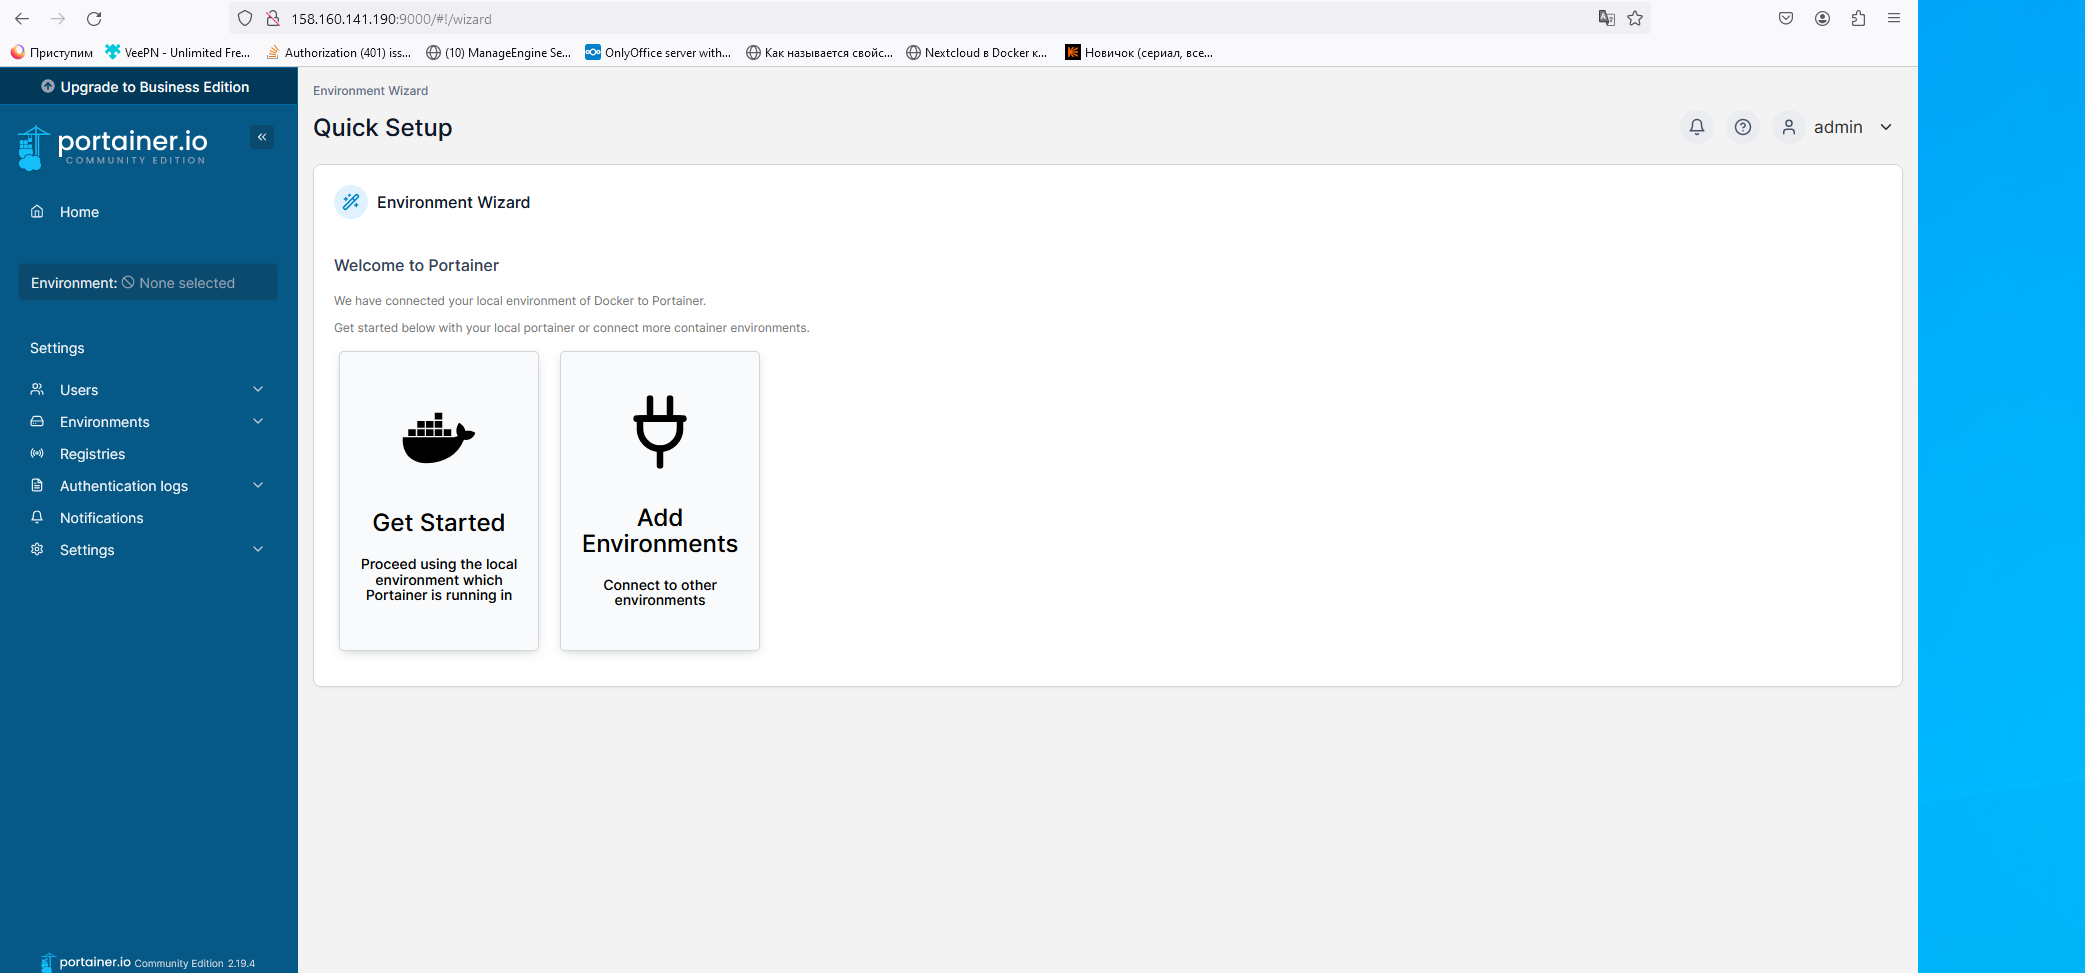 158.160.141.190:9000/#!/wizard
Приступим
VeePN - Unlimited Fre...
Authorization (401) iss...
(10) ManageEngine Se...
OnlyOffice server with...
Как называется свойс...
Nextcloud в Docker к...
Новичок (сериал, все...
Upgrade to Business Edition
portainer.io
COMMUNITY EDITION
Home
Environment: None selected
Settings
Users
Environments
Registries
Authentication logs
Notifications
Settings
portainer.io Community Edition 2.19.4
Environment Wizard
Quick Setup
admin
Environment Wizard
Welcome to Portainer
We have connected your local environment of Docker to Portainer.
Get started below with your local portainer or connect more container environments.
Get Started
Proceed using the local
environment which
Portainer is running in
Add
Environments
Connect to other
environments